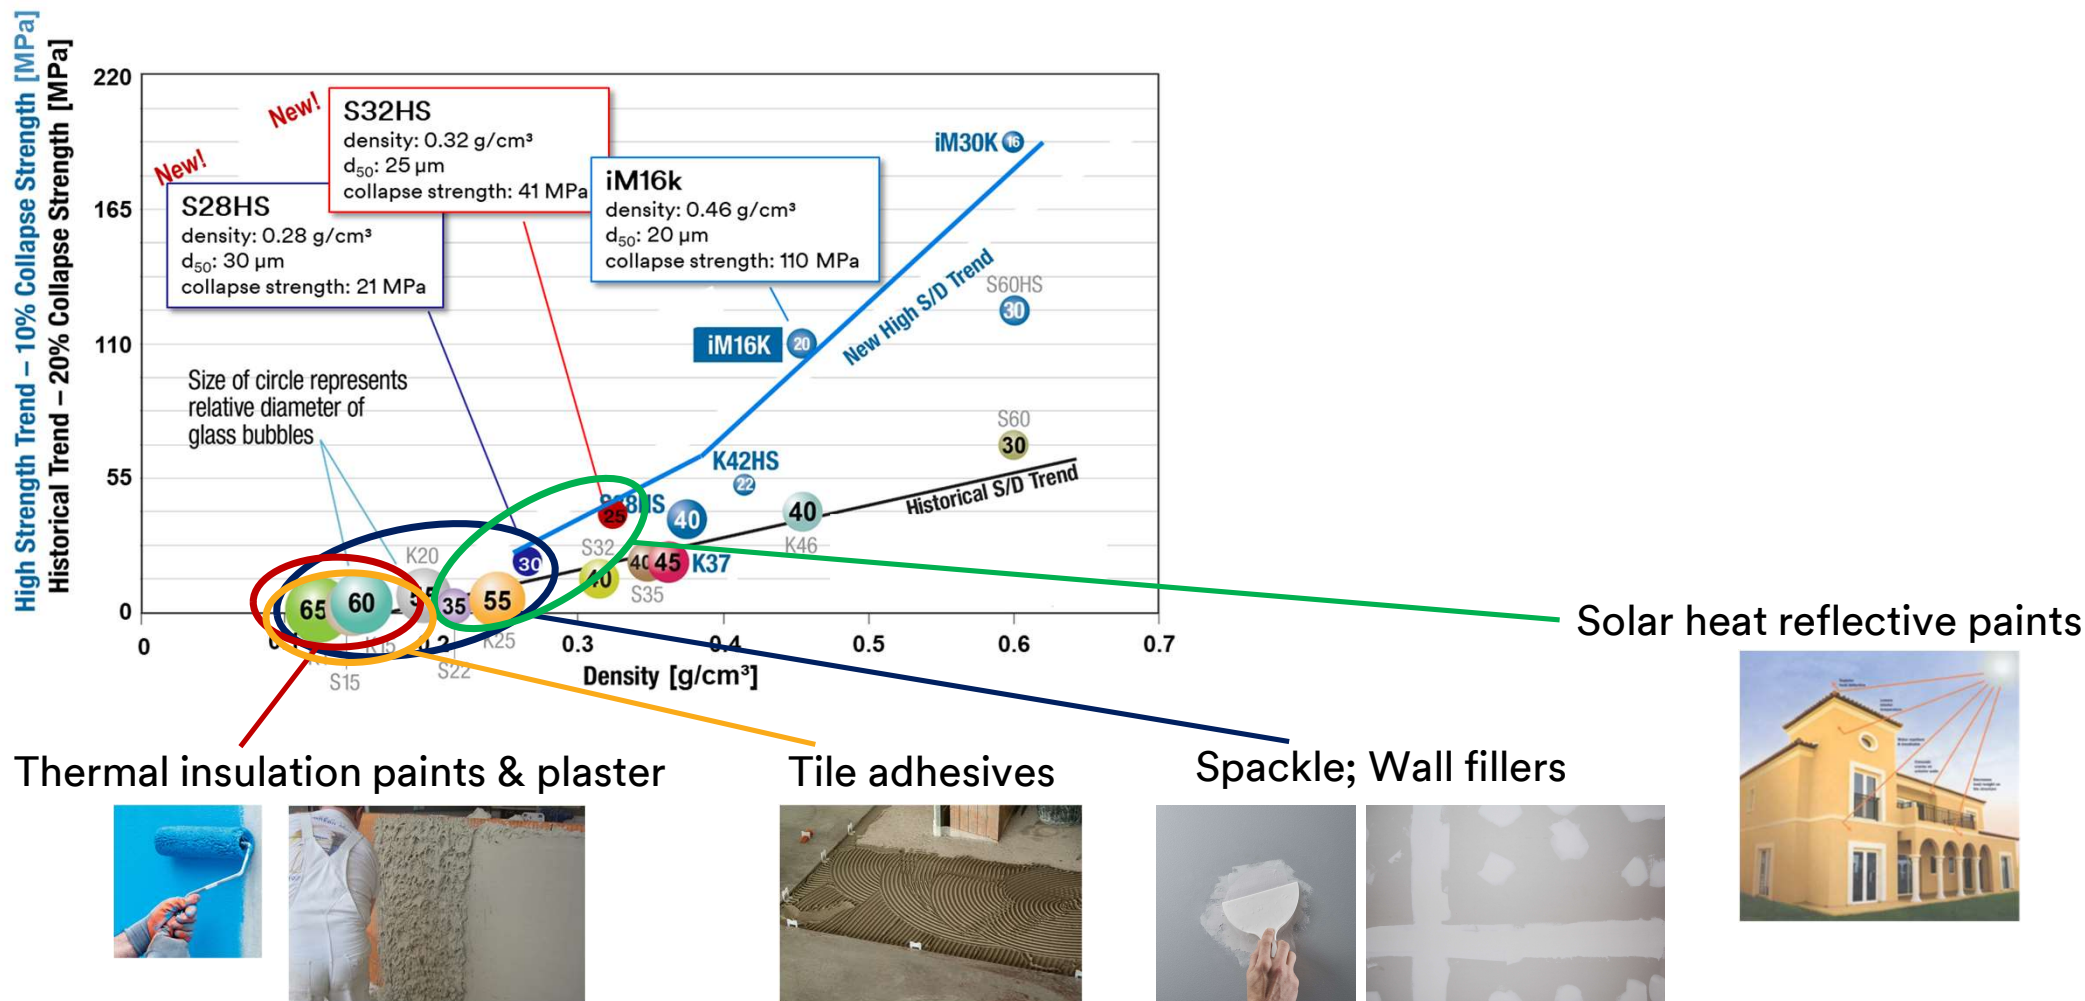 High Strength Trend – 10% Collapse Strength [MPa]
Historical Trend – 20% Collapse Strength [MPa]
220
165
110
55
0
New!
New!
S32HS
density: 0.32 g/cm³
d₅₀: 25 µm
collapse strength: 41 MPa
S28HS
density: 0.28 g/cm³
d₅₀: 30 µm
collapse strength: 21 MPa
iM16k
density: 0.46 g/cm³
d₅₀: 20 µm
collapse strength: 110 MPa
iM30K
16
New High S/D Trend
S60HS
30
iM16K
20
Size of circle represents
relative diameter of
glass bubbles
S60
30
K42HS
22
Historical S/D Trend
25
40
40
K46
K20
30
S32
40
40
45
K37
S35
65
60
55
35
55
K15
K25
S15
S22
0
0.3
0.4
0.5
0.6
0.7
Density [g/cm³]
Solar heat reflective paints
Thermal insulation paints & plaster
Tile adhesives
Spackle; Wall fillers